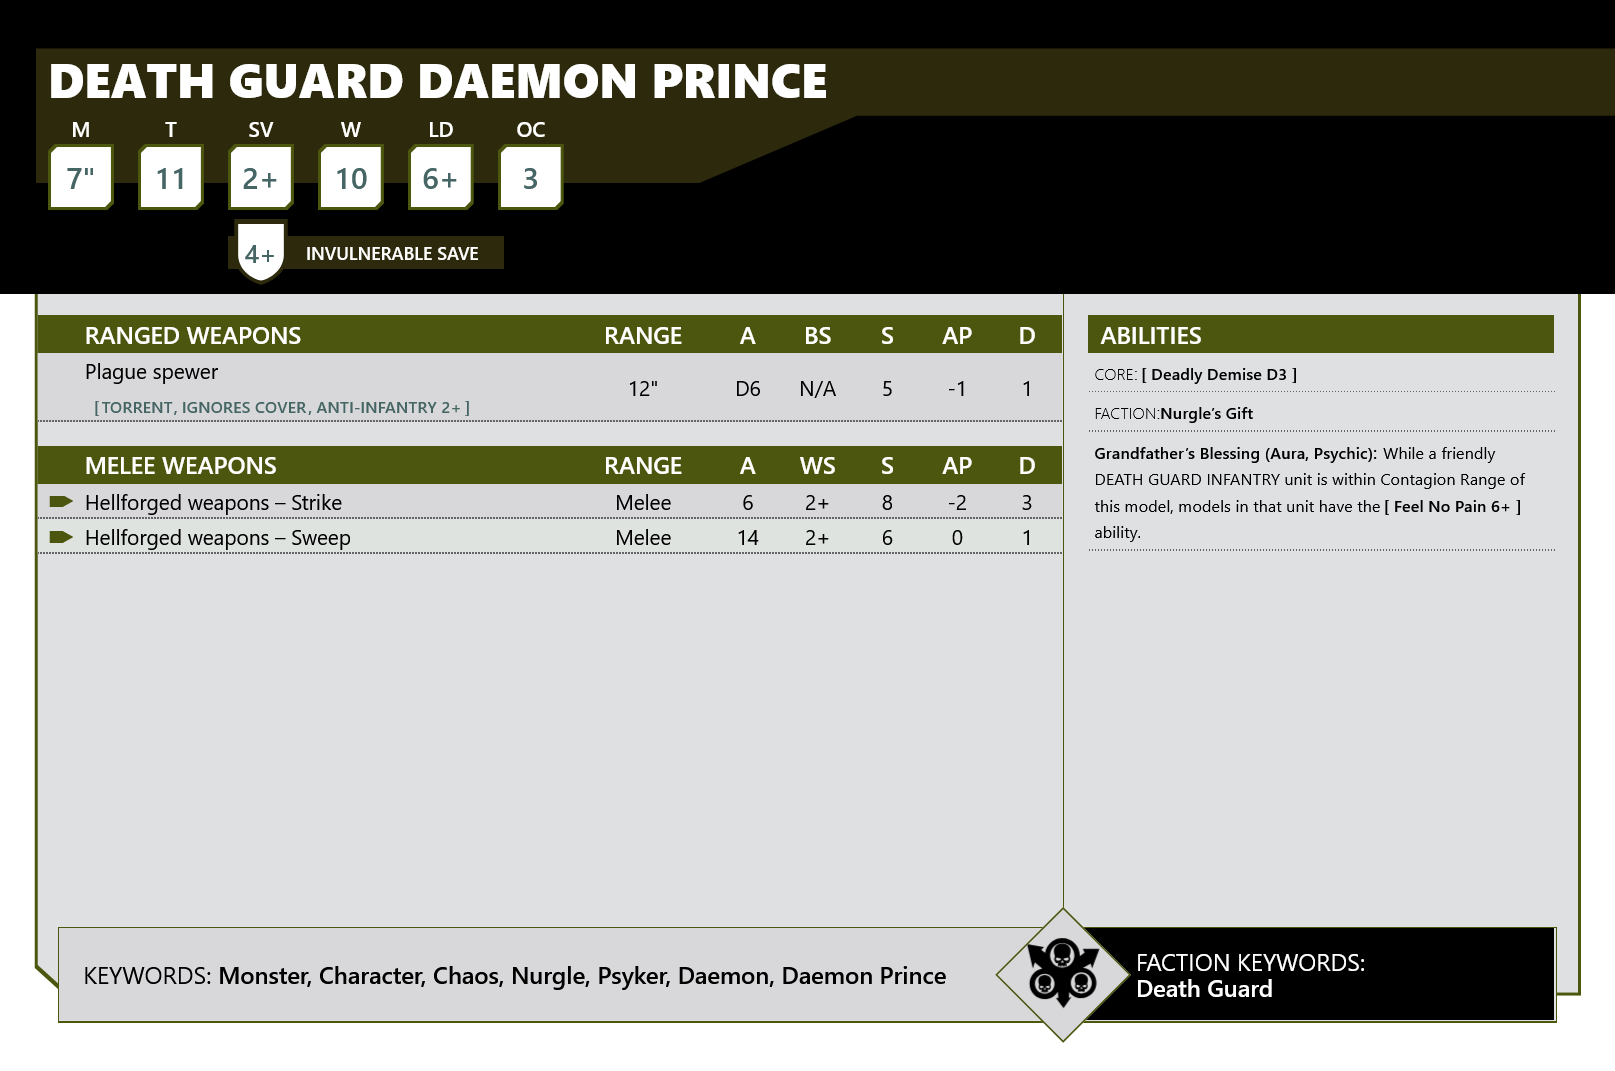 DEATH GUARD DAEMON PRINCE
M T SV W LD OC
7" 11 2+ 10 6+ 3
4+ INVULNERABLE SAVE
RANGED WEAPONS RANGE A BS S AP D
Plague spewer
12" D6 N/A 5 -1 1
[ TORRENT, IGNORES COVER, ANTI-INFANTRY 2+ ]
MELEE WEAPONS RANGE A WS S AP D
Hellforged weapons – Strike Melee 6 2+ 8 -2 3
Hellforged weapons – Sweep Melee 14 2+ 6 0 1
ABILITIES
CORE: [ Deadly Demise D3 ]
FACTION:Nurgle’s Gift
Grandfather’s Blessing (Aura, Psychic): While a friendly
DEATH GUARD INFANTRY unit is within Contagion Range of
this model, models in that unit have the [ Feel No Pain 6+ ]
ability.
KEYWORDS: Monster, Character, Chaos, Nurgle, Psyker, Daemon, Daemon Prince
FACTION KEYWORDS:
Death Guard